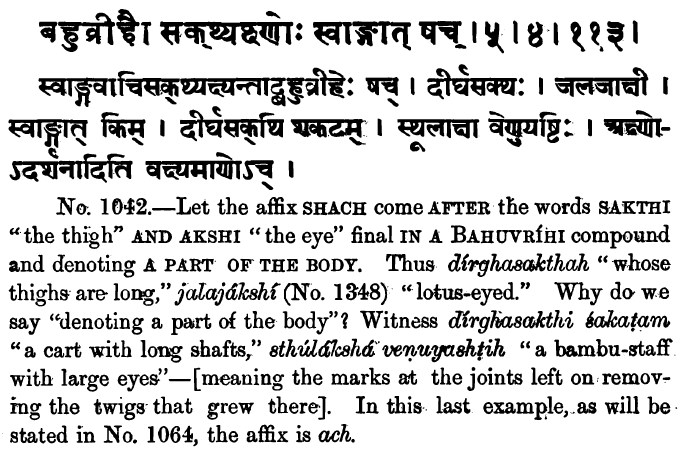 बहुव्रीहौ सक्थ्यक्ष्णोः स्वाङ्गात् षच् । ५ । ४ । ११३ ।
स्वाङ्गवाचिसक्थ्यक्ष्यन्ताद्बहुव्रीहेः षच् । दीर्घसक्थः । जलजाक्षी ।
स्वाङ्गात् किम् । दीर्घसक्थि शकटम् । स्थूलाक्षा वेणुयष्टिः । अक्ष्णो-
ऽदर्शनादिति वक्ष्यमाणोऽच् ।
No. 1042.—Let the affix SHACH come AFTER the words SAKTHI
"the thigh" AND AKSHI "the eye" final IN A BAHUVRÍHI compound
and denoting A PART OF THE BODY. Thus dírghasakthah "whose
thighs are long," jalajákshí (No. 1348) "lotus-eyed." Why do we
say "denoting a part of the body"? Witness dírghasakthi śakaṭam
"a cart with long shafts," sthúlákshá veṇuyashṭih "a bambu-staff
with large eyes"—[meaning the marks at the joints left on remov-
ing the twigs that grew there]. In this last example, as will be
stated in No. 1064, the affix is ach.